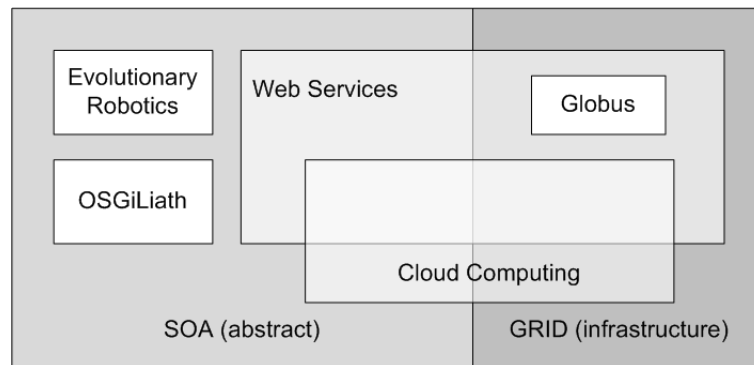 Evolutionary
Robotics
Web Services
Globus
OSGiLiath
Cloud Computing
SOA (abstract)
GRID (infrastructure)